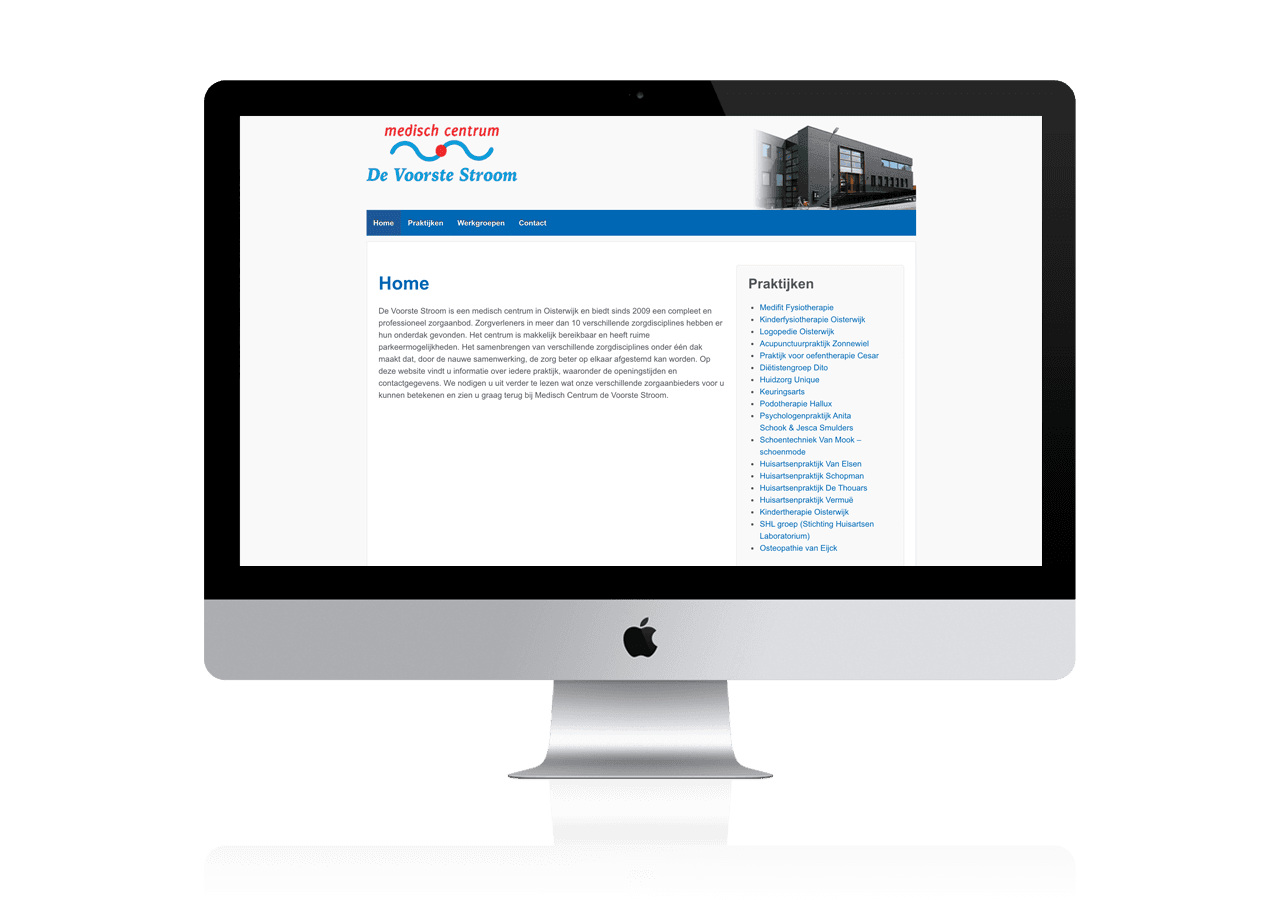 medisch centrum
De Voorste Stroom
Home Praktijken Werkgroepen Contact
Home
De Voorste Stroom is een medisch centrum in Oisterwijk en biedt sinds 2009 een compleet en
professioneel zorgaanbod. Zorgverleners in meer dan 10 verschillende zorgdisciplines hebben er
hun onderdak gevonden. Het centrum is makkelijk bereikbaar en heeft ruime
parkeermogelijkheden. Het samenbrengen van verschillende zorgdisciplines onder één dak
maakt dat, door de nauwe samenwerking, de zorg beter op elkaar afgestemd kan worden. Op
deze website vindt u informatie over iedere praktijk, waaronder de openingstijden en
contactgegevens. We nodigen u uit verder te lezen wat onze verschillende zorgaanbieders voor u
kunnen betekenen en zien u graag terug bij Medisch Centrum de Voorste Stroom.
Praktijken
Medifit Fysiotherapie
Kinderfysiotherapie Oisterwijk
Logopedie Oisterwijk
Acupunctuurpraktijk Zonnewiel
Praktijk voor oefentherapie Cesar
Diëtistengroep Dito
Huidzorg Unique
Keuringsarts
Podotherapie Hallux
Psychologenpraktijk Anita
Schook & Jesca Smulders
Schoentechniek Van Mook –
schoenmode
Huisartsenpraktijk Van Elsen
Huisartsenpraktijk Schopman
Huisartsenpraktijk De Thouars
Huisartsenpraktijk Vermuë
Kindertherapie Oisterwijk
SHL groep (Stichting Huisartsen
Laboratorium)
Osteopathie van Eijck